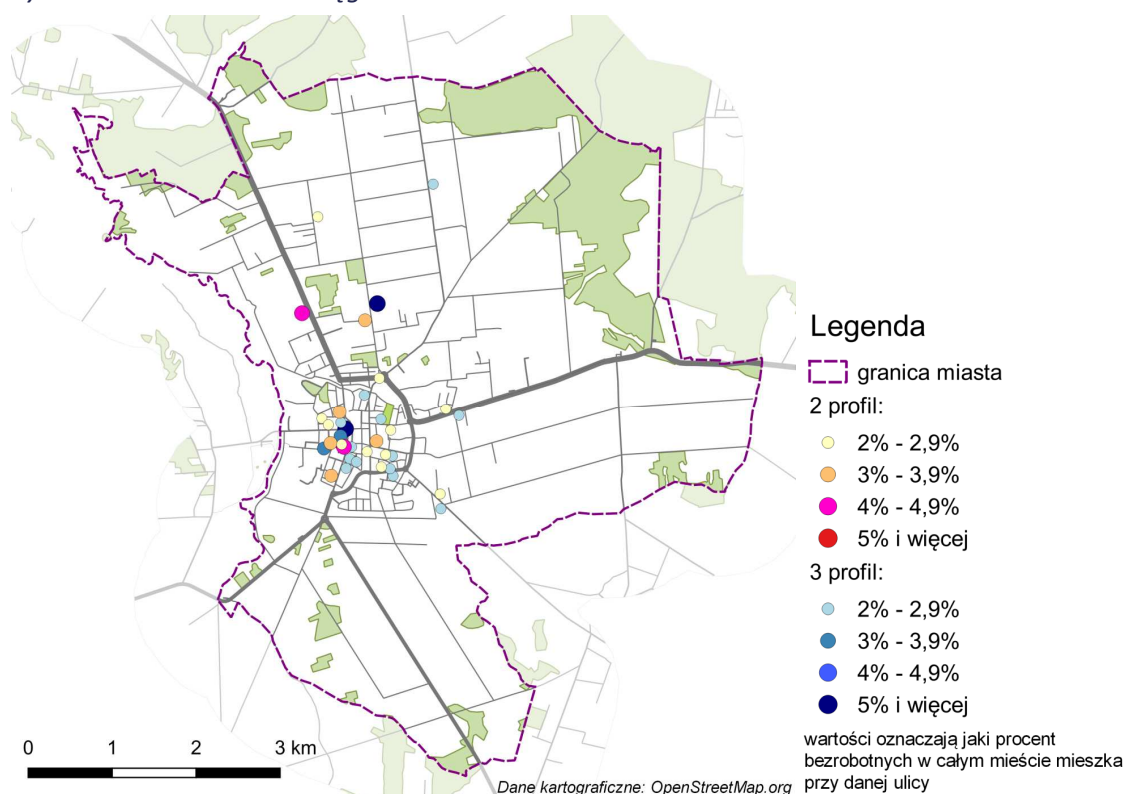 Legenda
granica miasta
2 profil:
2% - 2,9%
3% - 3,9%
4% - 4,9%
5% i więcej
3 profil:
2% - 2,9%
3% - 3,9%
4% - 4,9%
5% i więcej
wartości oznaczają jaki procent
bezrobotnych w całym mieście mieszka
przy danej ulicy
0 1 2 3 km
Dane kartograficzne: OpenStreetMap.org